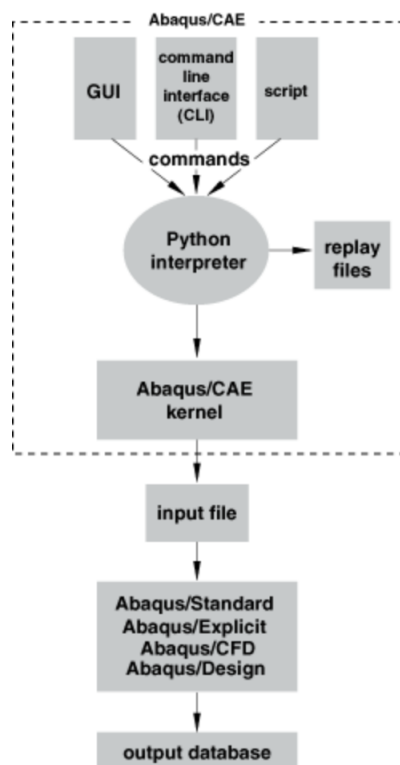 Abaqus/CAE
GUI
command
line
interface
(CLI)
script
commands
Python
interpreter
replay
files
Abaqus/CAE
kernel
input file
Abaqus/Standard
Abaqus/Explicit
Abaqus/CFD
Abaqus/Design
output database